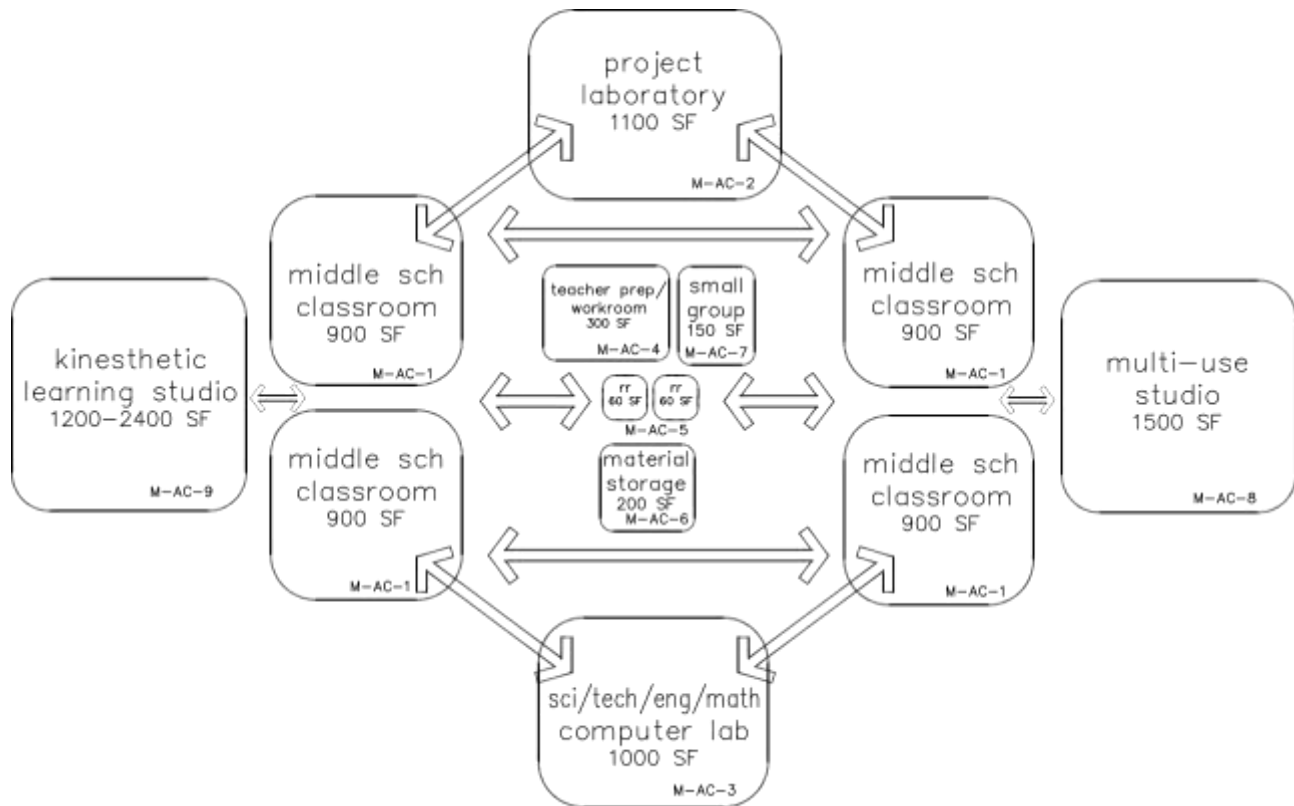 project
laboratory
1100 SF
M-AC-2
middle sch
classroom
900 SF
M-AC-1
middle sch
classroom
900 SF
M-AC-1
teacher prep/
workroom
300 SF
M-AC-4
small
group
150 SF
M-AC-7
kinesthetic
learning studio
1200-2400 SF
M-AC-9
multi-use
studio
1500 SF
M-AC-8
rr
60 SF
rr
60 SF
M-AC-5
middle sch
classroom
900 SF
M-AC-1
material
storage
200 SF
M-AC-6
middle sch
classroom
900 SF
M-AC-1
sci/tech/eng/math
computer lab
1000 SF
M-AC-3